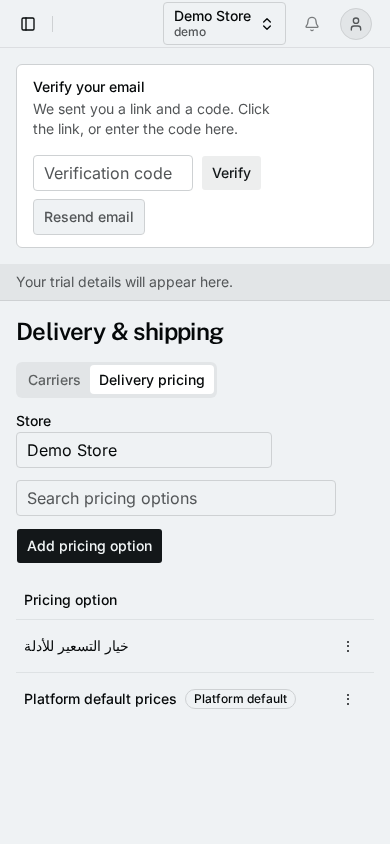 Demo Store
demo
Verify your email
We sent you a link and a code. Click
the link, or enter the code here.
Verification code
Verify
Resend email
Your trial details will appear here.
Delivery & shipping
Carriers
Delivery pricing
Store
Demo Store
Search pricing options
Add pricing option
Pricing option
خيار التسعير للأدلة
Platform default prices
Platform default